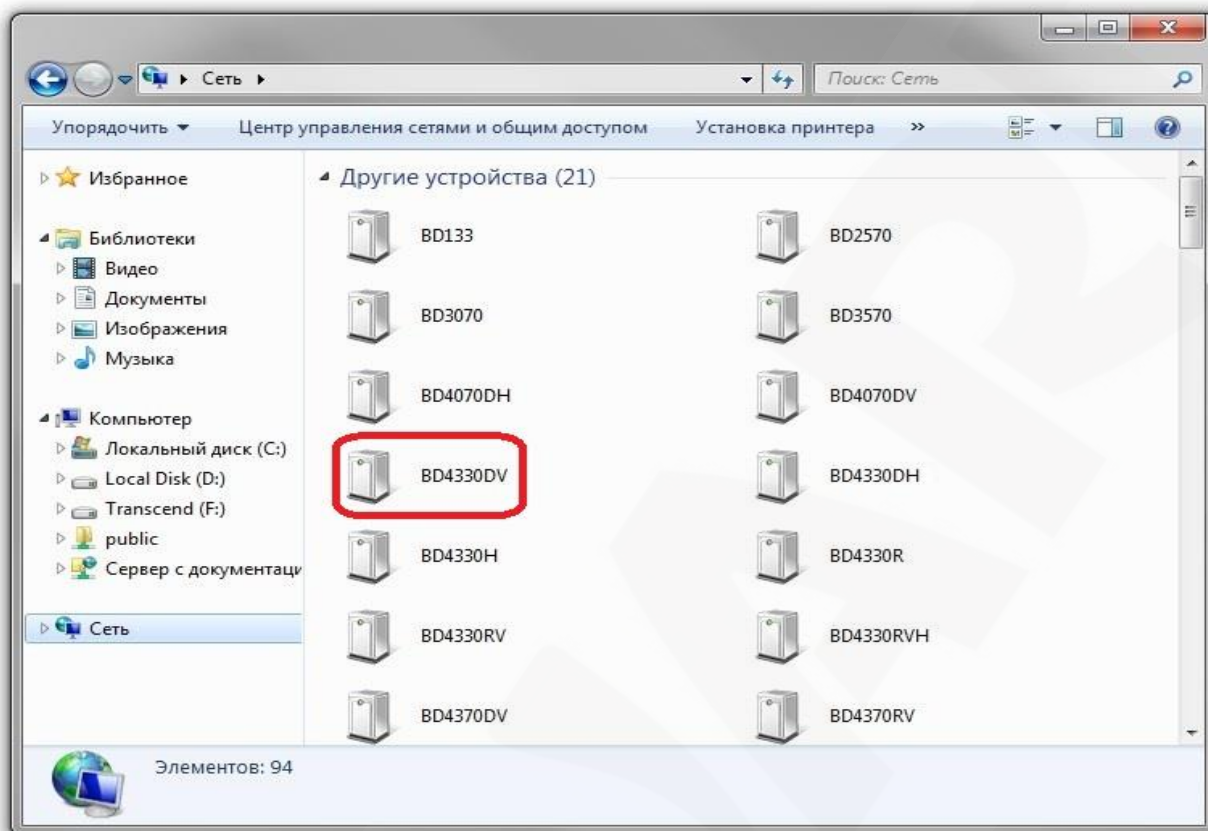 Сеть
Поиск: Сеть
Упорядочить
Центр управления сетями и общим доступом
Установка принтера
»
Избранное
Библиотеки
Видео
Документы
Изображения
Музыка
Компьютер
Локальный диск (C:)
Local Disk (D:)
Transcend (F:)
public
Сервер с документаци
Сеть
Другие устройства (21)
BD133
BD2570
BD3070
BD3570
BD4070DH
BD4070DV
BD4330DV
BD4330DH
BD4330H
BD4330R
BD4330RV
BD4330RVH
BD4370DV
BD4370RV
Элементов: 94